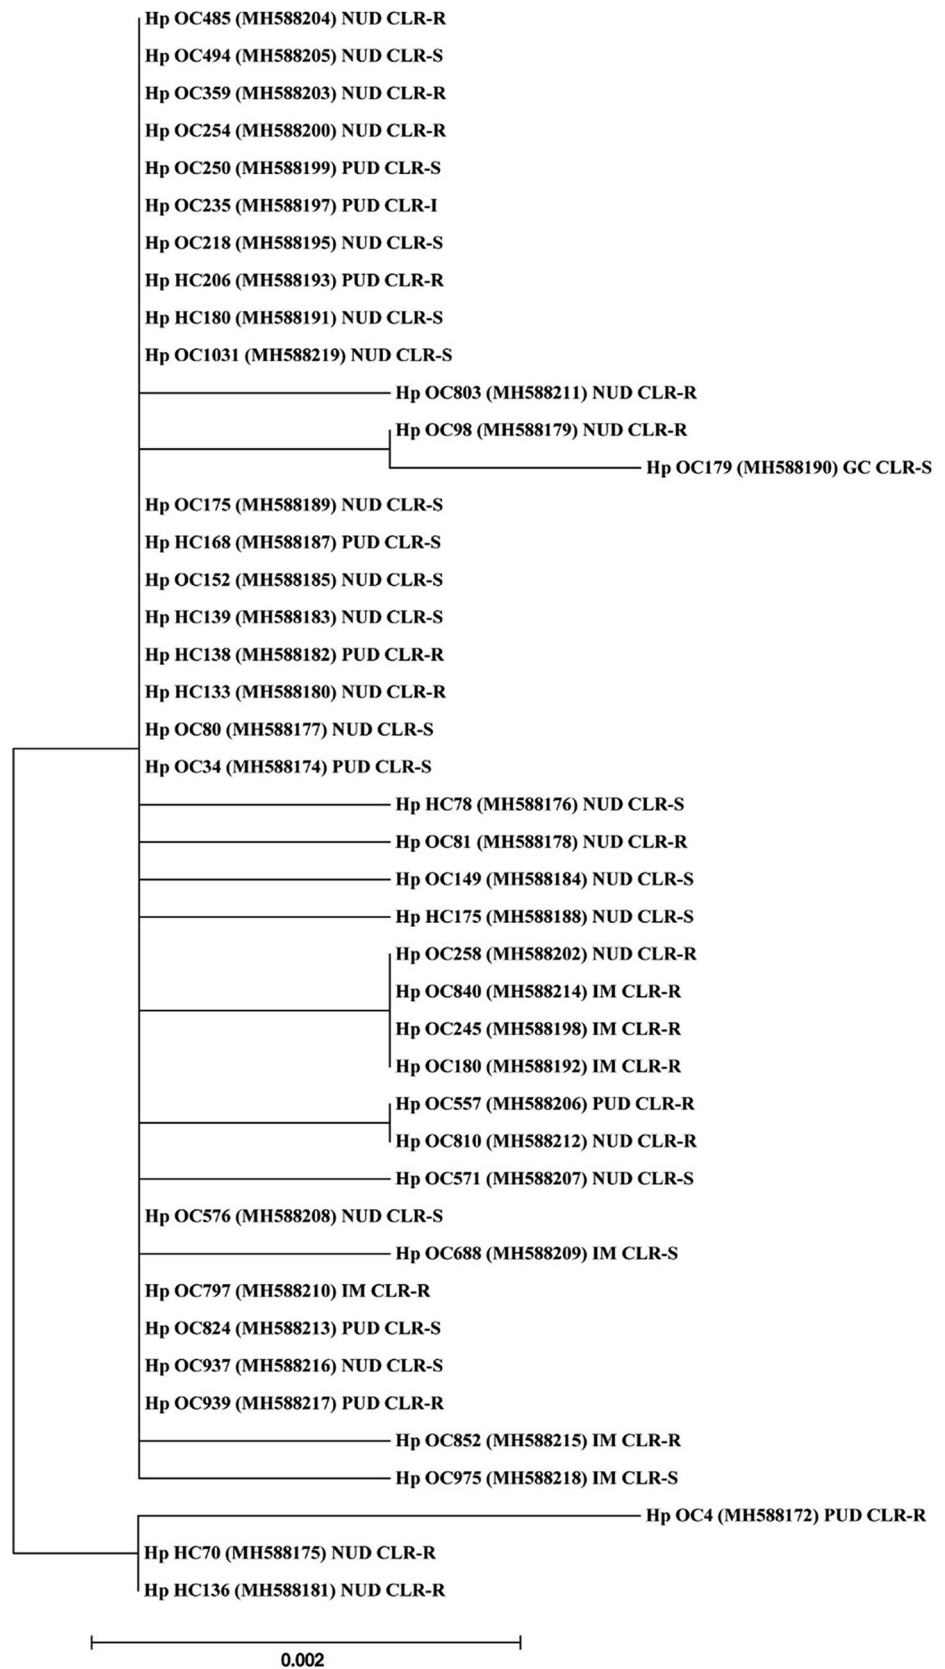 Hp OC485 (MH588204) NUD CLR-R
Hp OC494 (MH588205) NUD CLR-S
Hp OC359 (MH588203) NUD CLR-R
Hp OC254 (MH588200) NUD CLR-R
Hp OC250 (MH588199) PUD CLR-S
Hp OC235 (MH588197) PUD CLR-I
Hp OC218 (MH588195) NUD CLR-S
Hp HC206 (MH588193) PUD CLR-R
Hp HC180 (MH588191) NUD CLR-S
Hp OC1031 (MH588219) NUD CLR-S
Hp OC803 (MH588211) NUD CLR-R
Hp OC98 (MH588179) NUD CLR-R
Hp OC179 (MH588190) GC CLR-S
Hp OC175 (MH588189) NUD CLR-S
Hp HC168 (MH588187) PUD CLR-S
Hp OC152 (MH588185) NUD CLR-S
Hp HC139 (MH588183) NUD CLR-S
Hp HC138 (MH588182) PUD CLR-R
Hp HC133 (MH588180) NUD CLR-R
Hp OC80 (MH588177) NUD CLR-S
Hp OC34 (MH588174) PUD CLR-S
Hp HC78 (MH588176) NUD CLR-S
Hp OC81 (MH588178) NUD CLR-R
Hp OC149 (MH588184) NUD CLR-S
Hp HC175 (MH588188) NUD CLR-S
Hp OC258 (MH588202) NUD CLR-R
Hp OC840 (MH588214) IM CLR-R
Hp OC245 (MH588198) IM CLR-R
Hp OC180 (MH588192) IM CLR-R
Hp OC557 (MH588206) PUD CLR-R
Hp OC810 (MH588212) NUD CLR-R
Hp OC571 (MH588207) NUD CLR-S
Hp OC576 (MH588208) NUD CLR-S
Hp OC688 (MH588209) IM CLR-S
Hp OC797 (MH588210) IM CLR-R
Hp OC824 (MH588213) PUD CLR-S
Hp OC937 (MH588216) NUD CLR-S
Hp OC939 (MH588217) PUD CLR-R
Hp OC852 (MH588215) IM CLR-R
Hp OC975 (MH588218) IM CLR-S
Hp OC4 (MH588172) PUD CLR-R
Hp HC70 (MH588175) NUD CLR-R
Hp HC136 (MH588181) NUD CLR-R
0.002